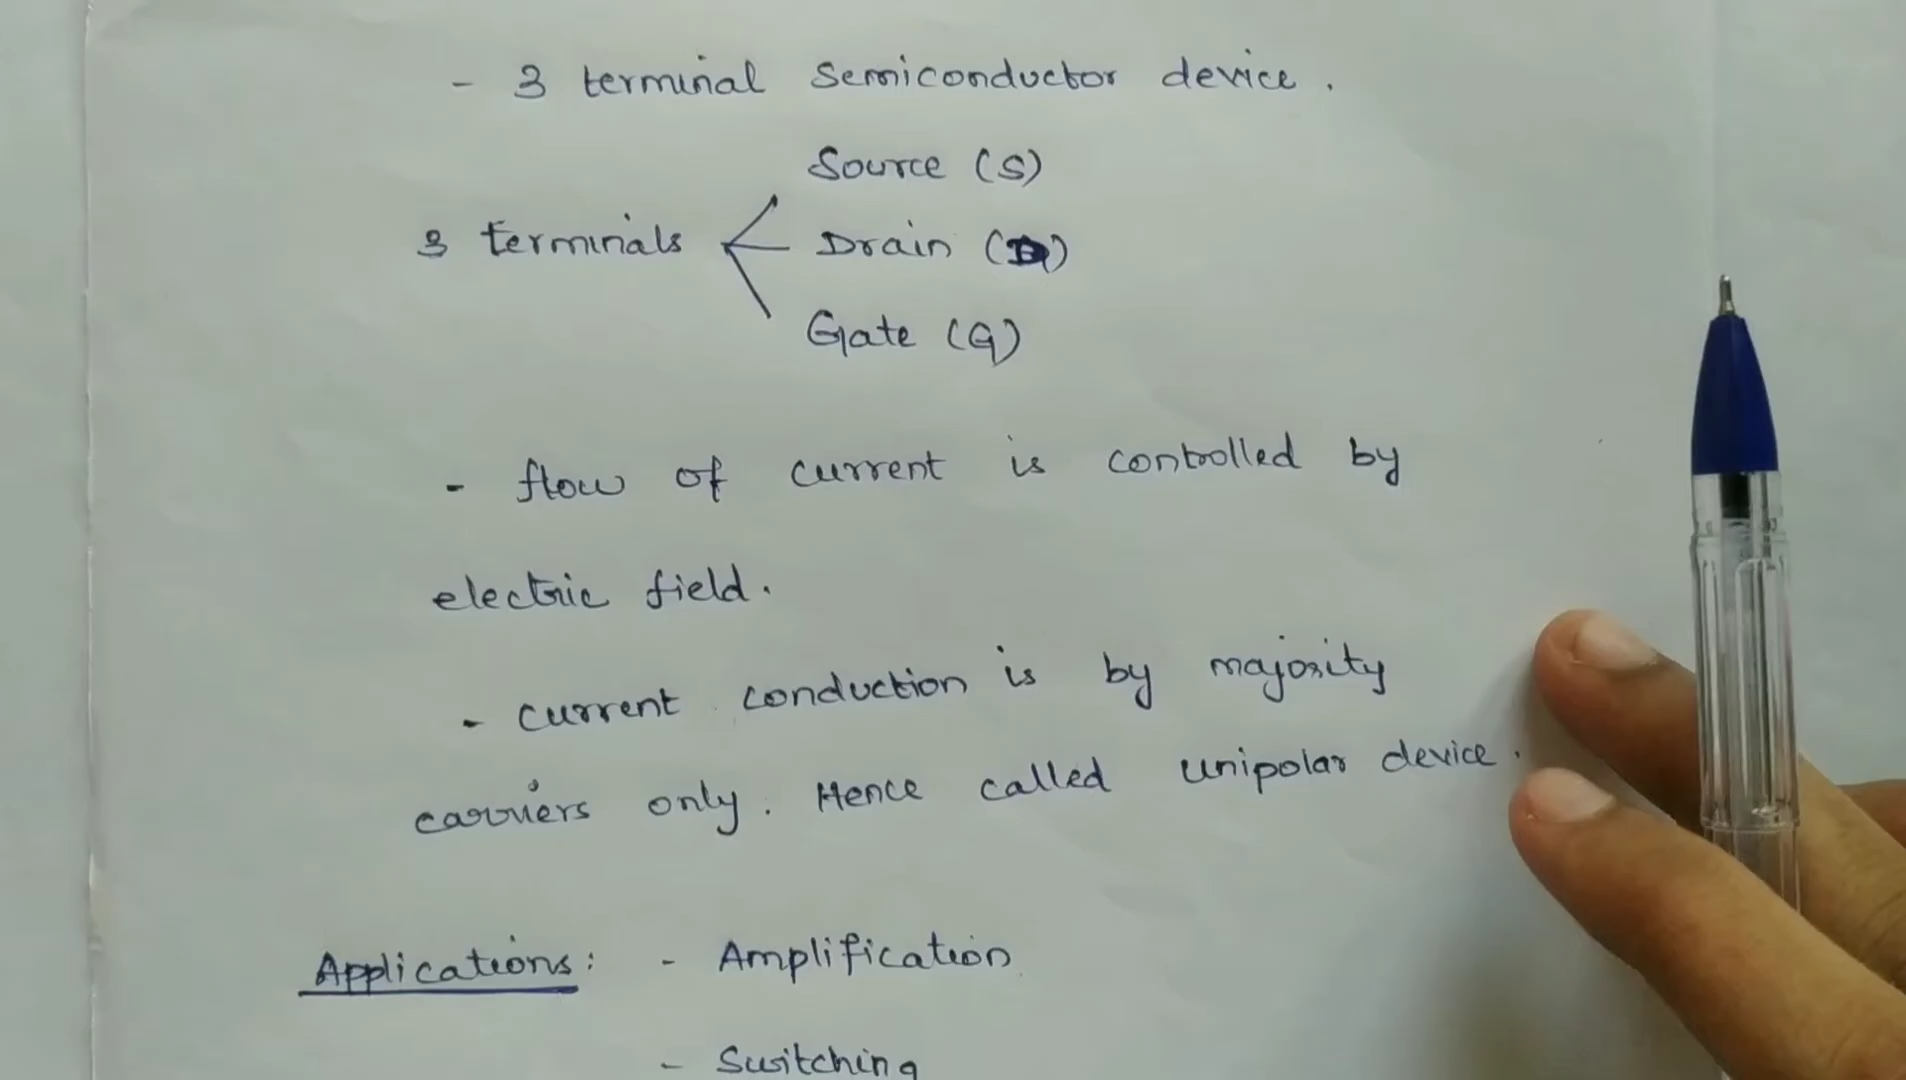 - 3 terminal semiconductor device.
Source (S)
3 terminals
Drain (D)
Gate (G)
- flow of current is controlled by
electric field.
- current conduction is by majority
carriers only. Hence called unipolar device.
Applications: - Amplification
- Switching